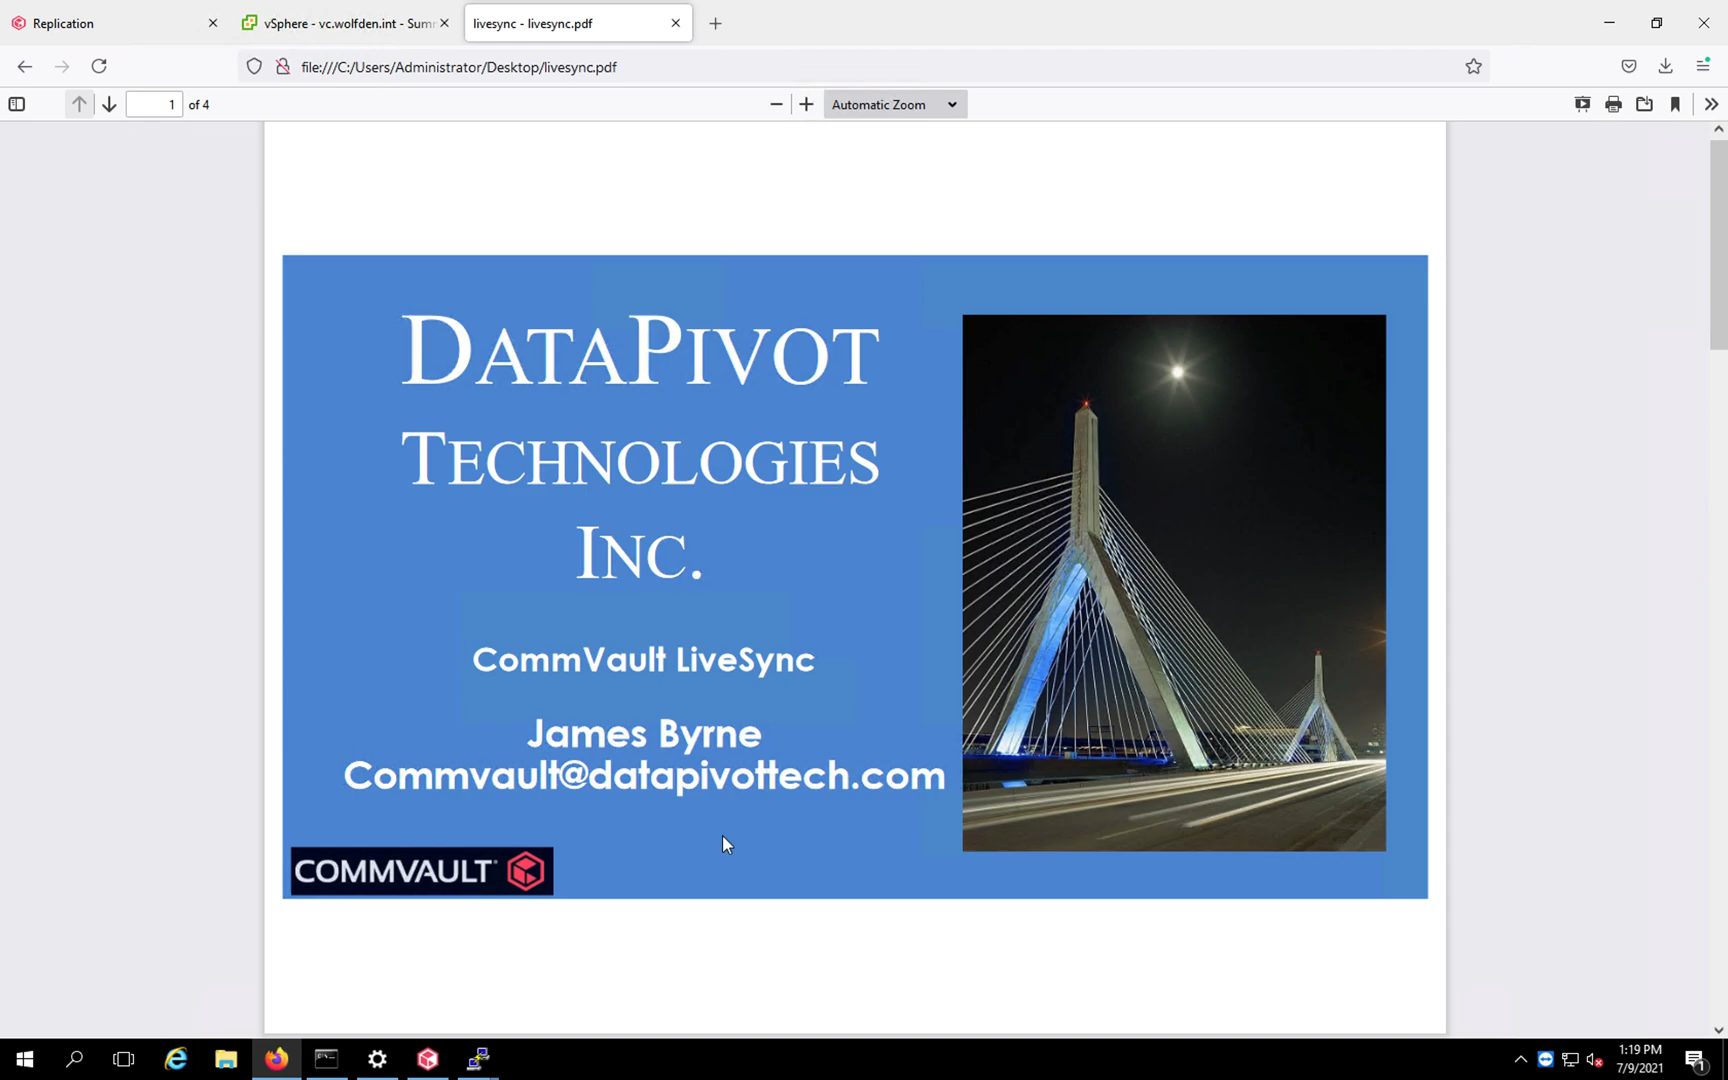 Replication
vSphere - vc.wolfden.int - Sum
livesync - livesync.pdf
file:///C:/Users/Administrator/Desktop/livesync.pdf
1 of 4
Automatic Zoom
DATAPIVOT
TECHNOLOGIES
INC.
CommVault LiveSync
James Byrne
Commvault@datapivottech.com
COMMVAULT
1:19 PM
7/9/2021
1